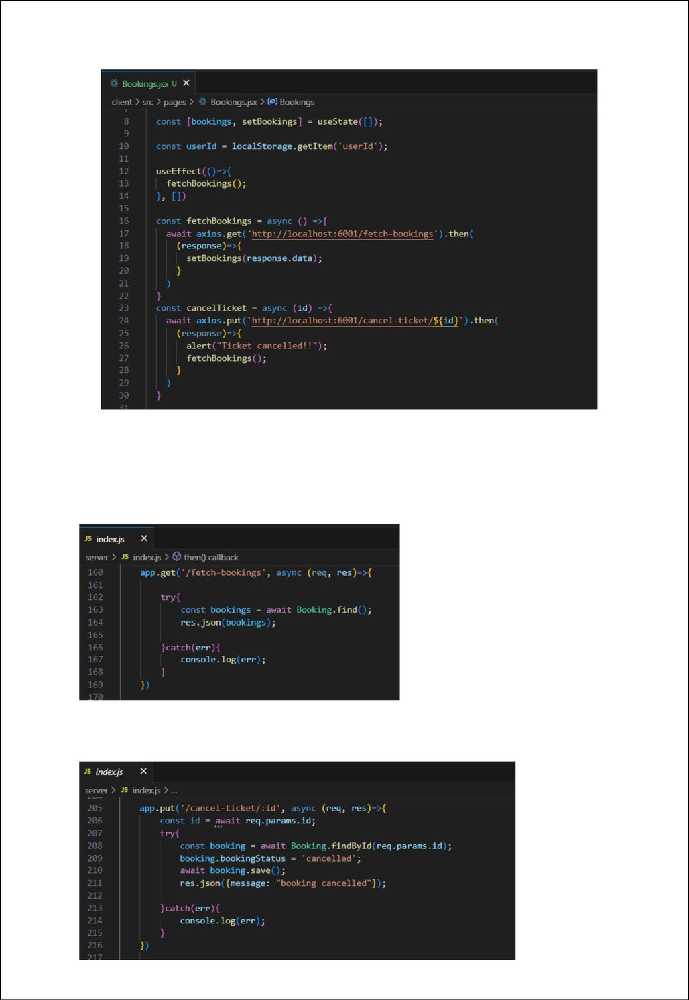 Bookings.jsx U ×
client > src > pages > Bookings.jsx > Bookings
7
8 const [bookings, setBookings] = useState([]);
9
10 const userId = localStorage.getItem('userId');
11
12 useEffect(()=>{
13 fetchBookings();
14 }, [])
15
16 const fetchBookings = async () =>{
17 await axios.get('http://localhost:6001/fetch-bookings').then(
18 (response)=>{
19 setBookings(response.data);
20 }
21 )
22 }
23 const cancelTicket = async (id) =>{
24 await axios.put(`http://localhost:6001/cancel-ticket/${id}`).then(
25 (response)=>{
26 alert("Ticket cancelled!!");
27 fetchBookings();
28 }
29 )
30 }
31
JS index.js ×
server > JS index.js > then() callback
160 app.get('/fetch-bookings', async (req, res)=>{
161
162 try{
163 const bookings = await Booking.find();
164 res.json(bookings);
165
166 }catch(err){
167 console.log(err);
168 }
169 })
170
JS index.js ×
server > JS index.js > ...
204
205 app.put('/cancel-ticket/:id', async (req, res)=>{
206 const id = await req.params.id;
207 try{
208 const booking = await Booking.findById(req.params.id);
209 booking.bookingStatus = 'cancelled';
210 await booking.save();
211 res.json({message: "booking cancelled"});
212
213 }catch(err){
214 console.log(err);
215 }
216 })
217